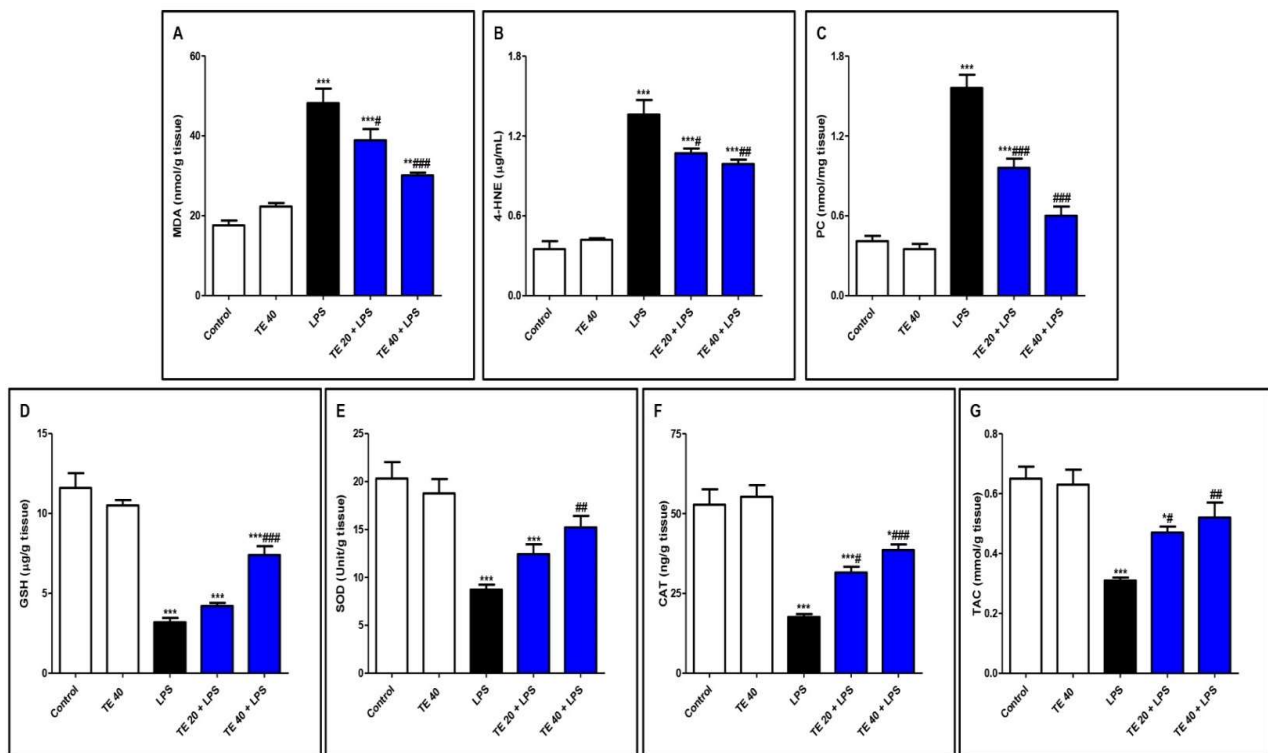 A
MDA (nmol/g tissue)
60
40
20
0
***
***#
**###
Control
TE 40
LPS
TE 20 + LPS
TE 40 + LPS
B
4-HNE (µg/mL)
1.8
1.2
0.6
0.0
***
***#
***##
Control
TE 40
LPS
TE 20 + LPS
TE 40 + LPS
C
PC (nmol/mg tissue)
1.8
1.2
0.6
0.0
***
***###
###
Control
TE 40
LPS
TE 20 + LPS
TE 40 + LPS
D
GSH (µg/g tissue)
15
10
5
0
***
***
***###
Control
TE 40
LPS
TE 20 + LPS
TE 40 + LPS
E
SOD (Unit/g tissue)
25
20
15
10
5
0
***
***
##
Control
TE 40
LPS
TE 20 + LPS
TE 40 + LPS
F
CAT (ng/g tissue)
75
50
25
0
***
***#
*###
Control
TE 40
LPS
TE 20 + LPS
TE 40 + LPS
G
TAC (mmol/g tissue)
0.8
0.6
0.4
0.2
0.0
***
*#
##
Control
TE 40
LPS
TE 20 + LPS
TE 40 + LPS